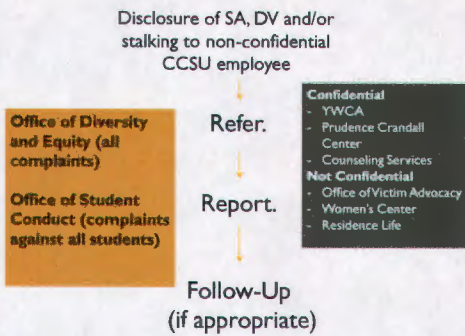 Disclosure of SA, DV and/or
stalking to non-confidential
CCSU employee
Refer.
Report.
Follow-Up
(if appropriate)
Office of Diversity
and Equity (all
complaints)
Office of Student
Conduct (complaints
against all students)
Confidential
- YWCA
- Prudence Crandall
Center
- Counseling Services
Not Confidential
- Office of Victim Advocacy
- Women's Center
- Residence Life